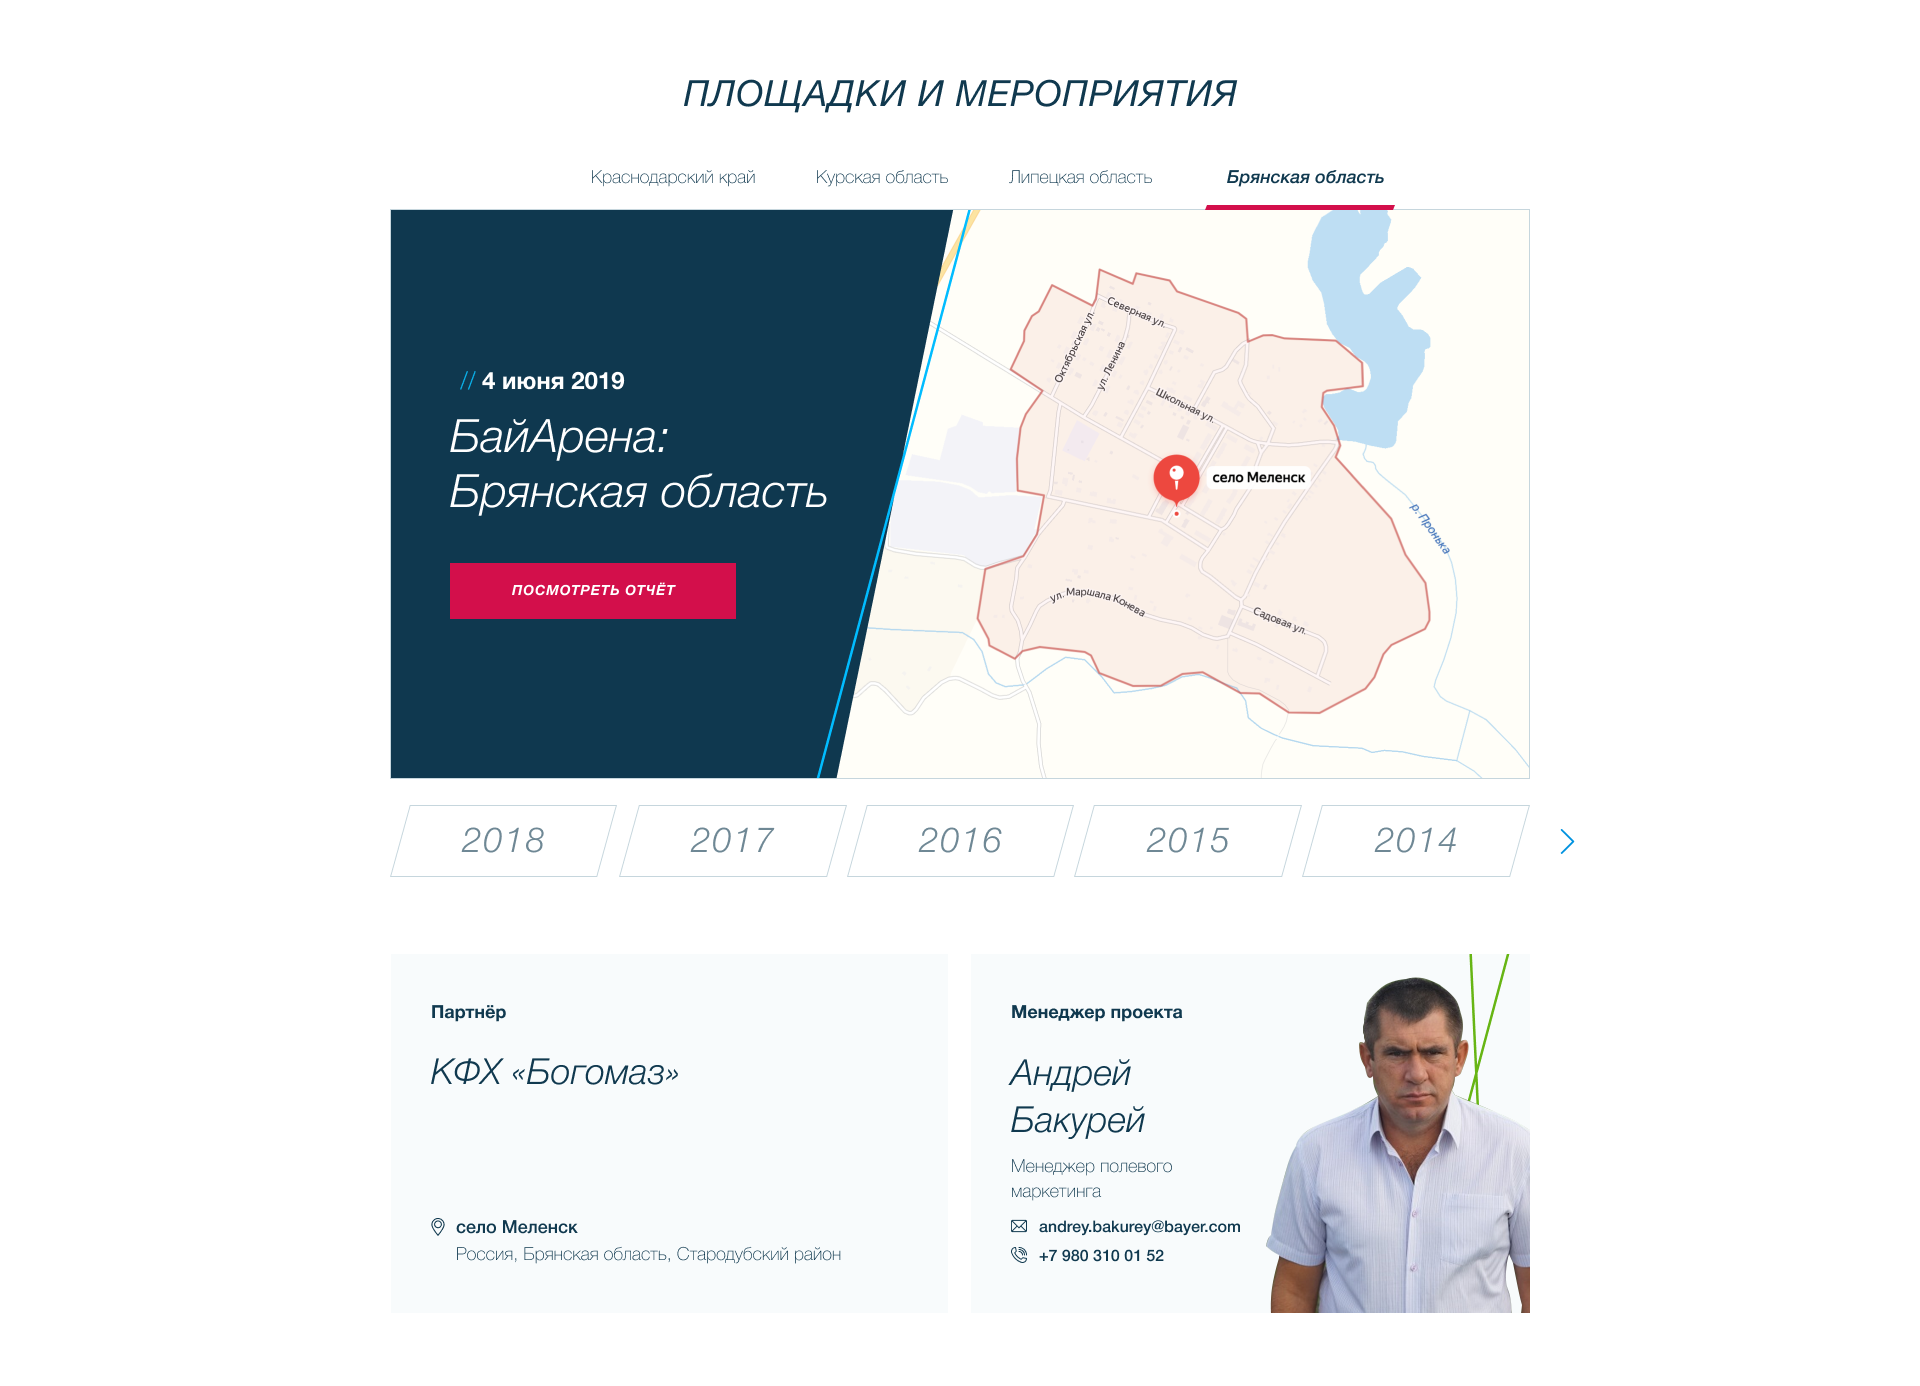 ПЛОЩАДКИ И МЕРОПРИЯТИЯ
Краснодарский край
Курская область
Липецкая область
Брянская область
// 4 июня 2019
БайАрена:
Брянская область
ПОСМОТРЕТЬ ОТЧЁТ
Северная ул.
Октябрьская ул.
ул. Ленина
Школьная ул.
село Меленск
р. Пронька
ул. Маршала Конева
Садовая ул.
2018
2017
2016
2015
2014
Партнёр
КФХ «Богомаз»
село Меленск
Россия, Брянская область, Стародубский район
Менеджер проекта
Андрей
Бакурей
Менеджер полевого
маркетинга
andrey.bakurey@bayer.com
+7 980 310 01 52